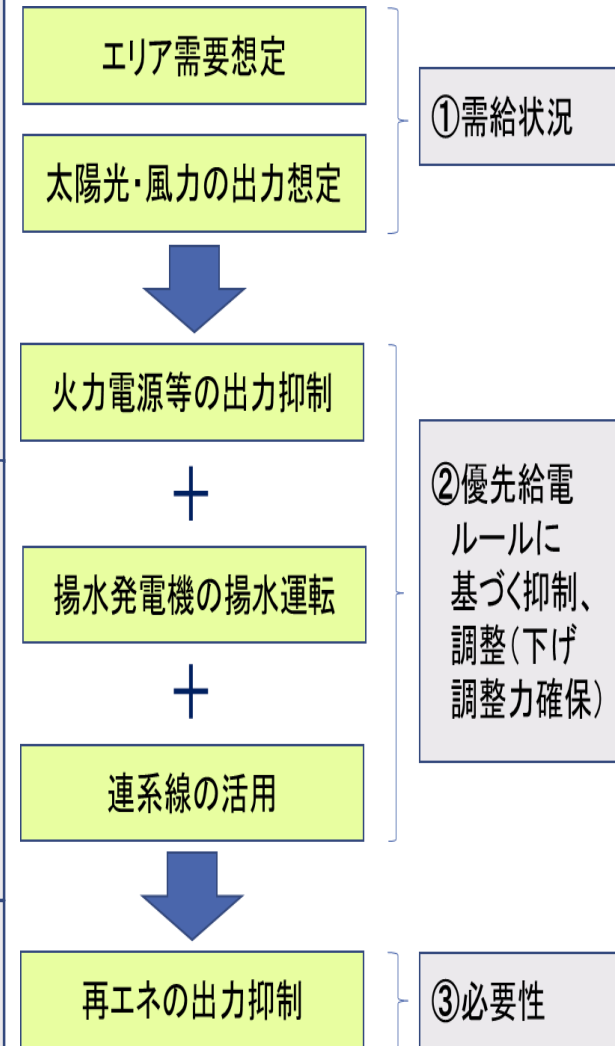 エリア需要想定
太陽光・風力の出力想定
①需給状況
火力電源等の出力抑制
＋
揚水発電機の揚水運転
＋
連系線の活用
②優先給電
ルールに
基づく抑制、
調整(下げ
調整力確保)
再エネの出力抑制
③必要性